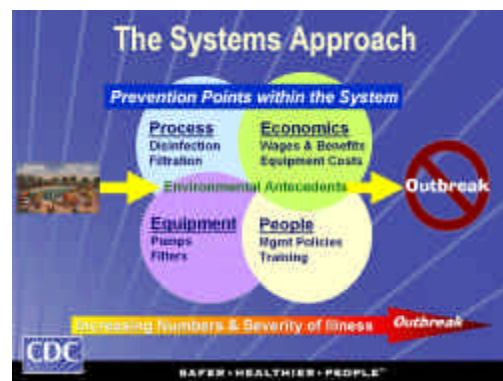 The Systems Approach
Prevention Points within the System
Process
Disinfection
Filtration
Economics
Wages & Benefits
Equipment Costs
Environmental Antecedents
Outbreak
Equipment
Pumps
Filters
People
Mgmt Policies
Training
Increasing Numbers & Severity of Illness
Outbreak
CDC
SAFER • HEALTHIER • PEOPLE™